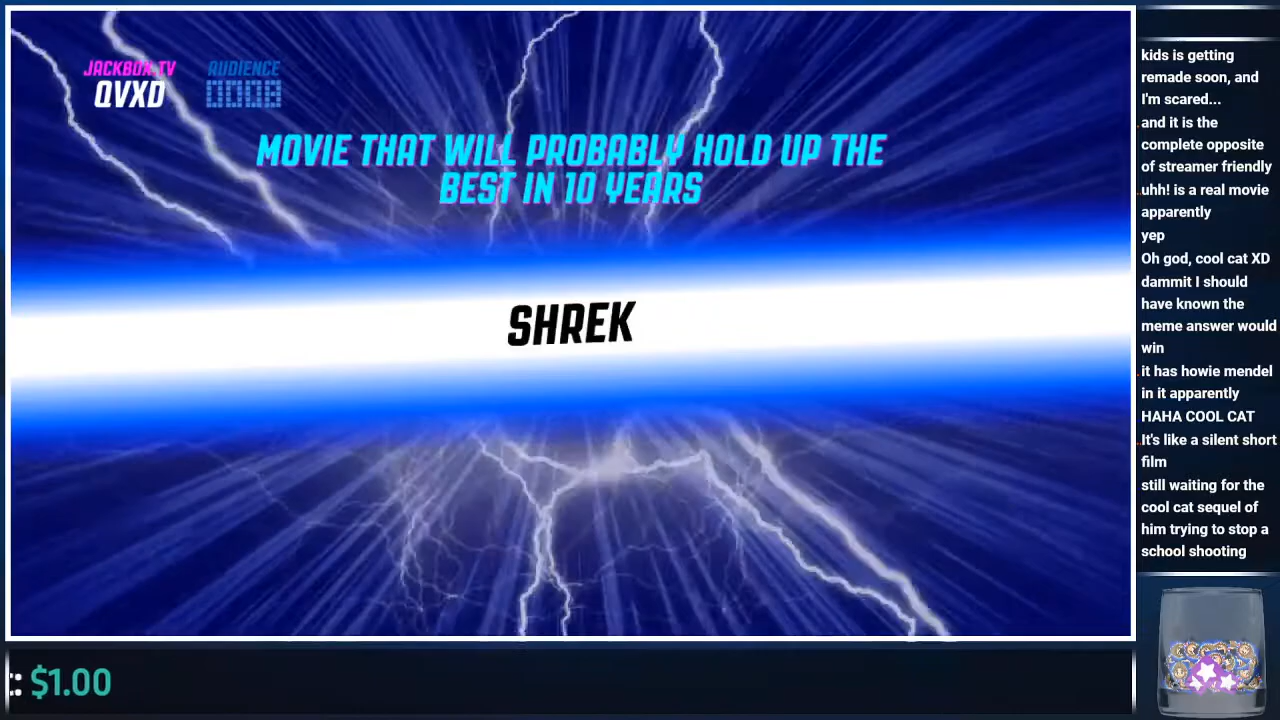 JACKBOX.TV
QVXD
AUDIENCE
MOVIE THAT WILL PROBABLY HOLD UP THE
BEST IN 10 YEARS
SHREK
kids is getting
remade soon, and
I'm scared...
and it is the
complete opposite
of streamer friendly
uhh! is a real movie
apparently
yep
Oh god, cool cat XD
dammit I should
have known the
meme answer would
win
it has howie mendel
in it apparently
HAHA COOL CAT
It's like a silent short
film
still waiting for the
cool cat sequel of
him trying to stop a
school shooting
: $1.00